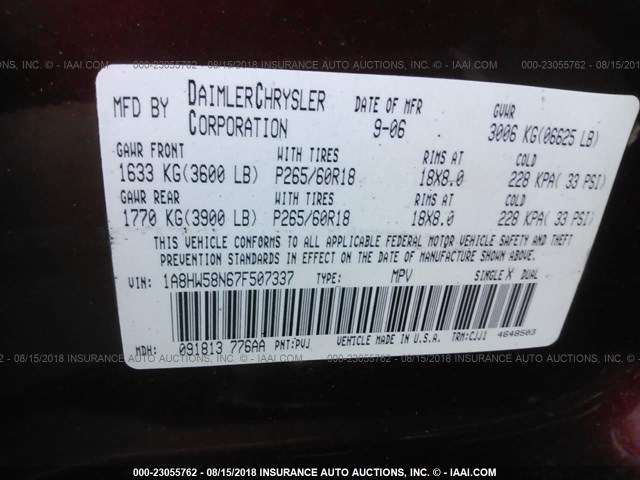 000-23055762 - 08/15/2018 - INSURANCE AUTO AUCTIONS, INC. - © IAAI.COM
MFD BY DAIMLERCHRYSLER CORPORATION
DATE OF MFR 9-06
GVWR 3006 KG(06625 LB)
GAWR FRONT WITH TIRES RIMS AT COLD
1633 KG(3600 LB) P265/60R18 18X8.0 228 KPA( 33 PSI)
GAWR REAR WITH TIRES RIMS AT COLD
1770 KG(3900 LB) P265/60R18 18X8.0 228 KPA( 33 PSI)
THIS VEHICLE CONFORMS TO ALL APPLICABLE FEDERAL MOTOR VEHICLE SAFETY AND THEFT
PREVENTION STANDARDS IN EFFECT ON THE DATE OF MANUFACTURE SHOWN ABOVE.
VIN: 1A8HW58N67F507337 TYPE: MPV SINGLE X DUAL
MDH: 091813 776AA PNT:PVJ VEHICLE MADE IN U.S.A. TRM:CJJ1 4648503
000-23055762 - 08/15/2018 - INSURANCE AUTO AUCTIONS, INC. - © IAAI.COM